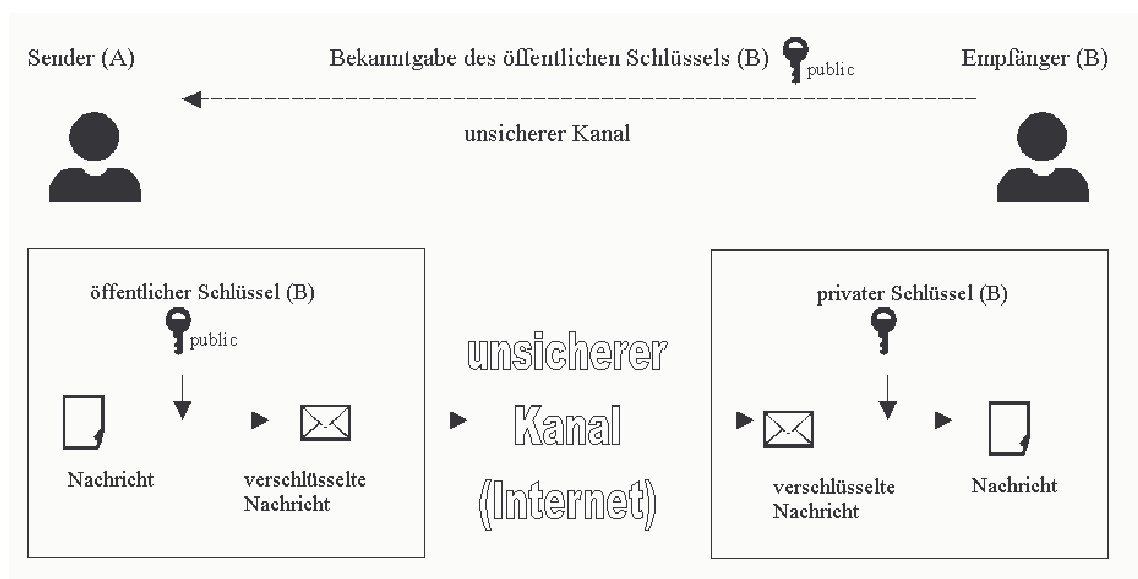 Sender (A)
Bekanntgabe des öffentlichen Schlüssels (B)
public
Empfänger (B)
unsicherer Kanal
öffentlicher Schlüssel (B)
public
Nachricht
verschlüsselte
Nachricht
unsicherer
Kanal
(Internet)
privater Schlüssel (B)
verschlüsselte
Nachricht
Nachricht